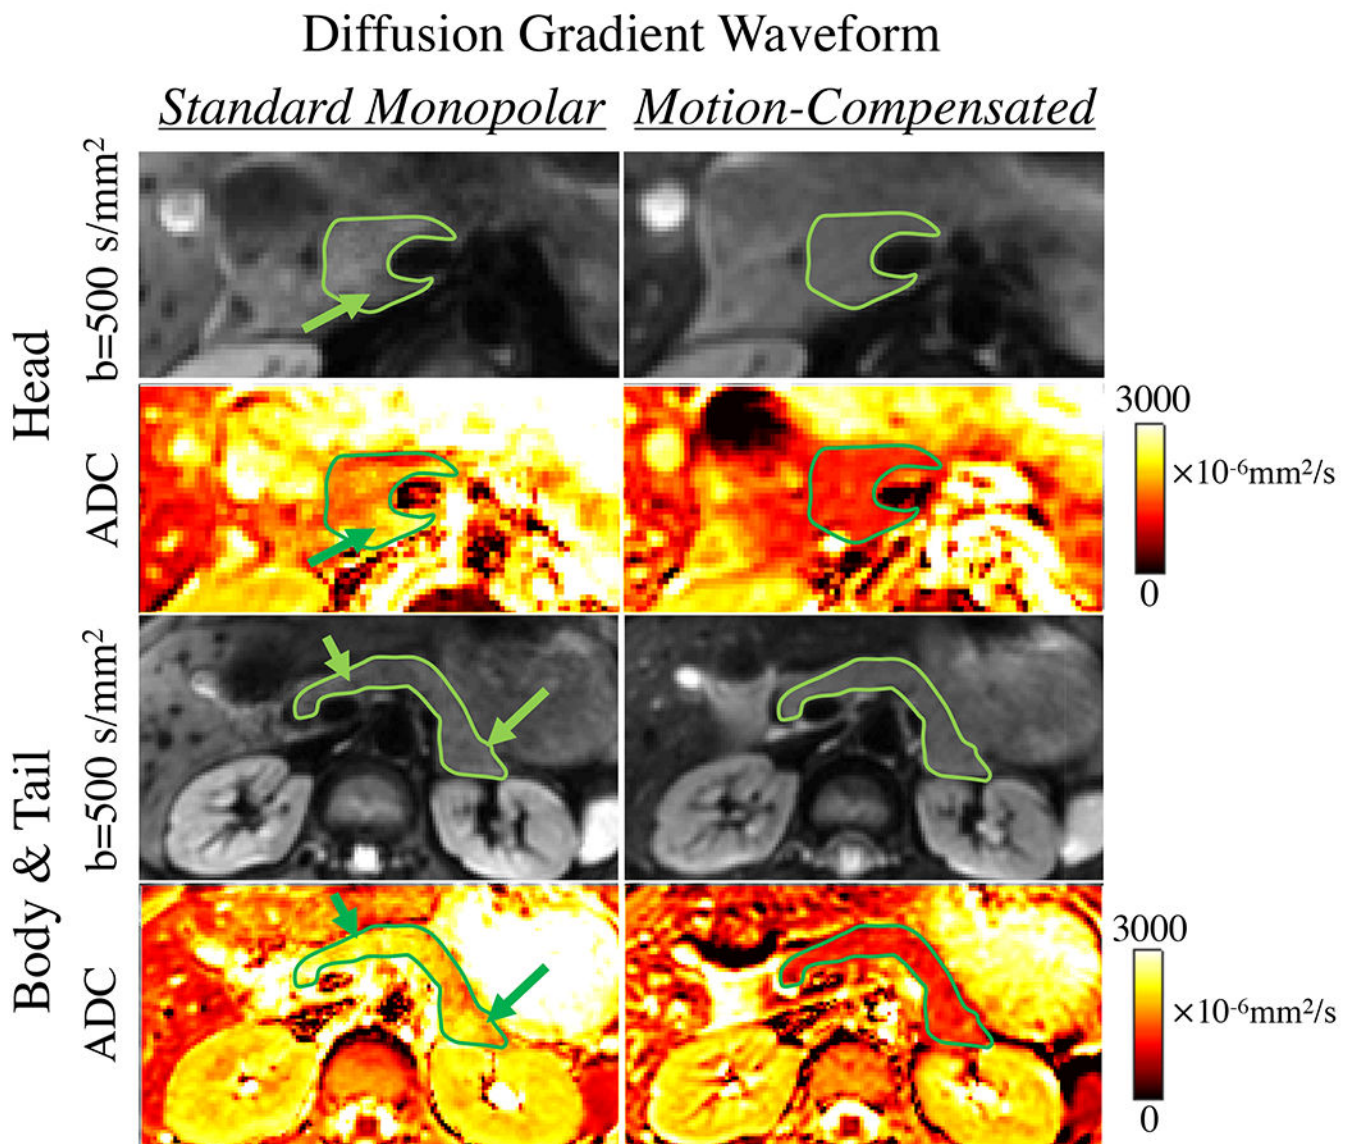 Diffusion Gradient Waveform
Standard Monopolar
Motion-Compensated
Head
b=500 s/mm²
ADC
3000
×10⁻⁶mm²/s
0
Body & Tail
b=500 s/mm²
ADC
3000
×10⁻⁶mm²/s
0